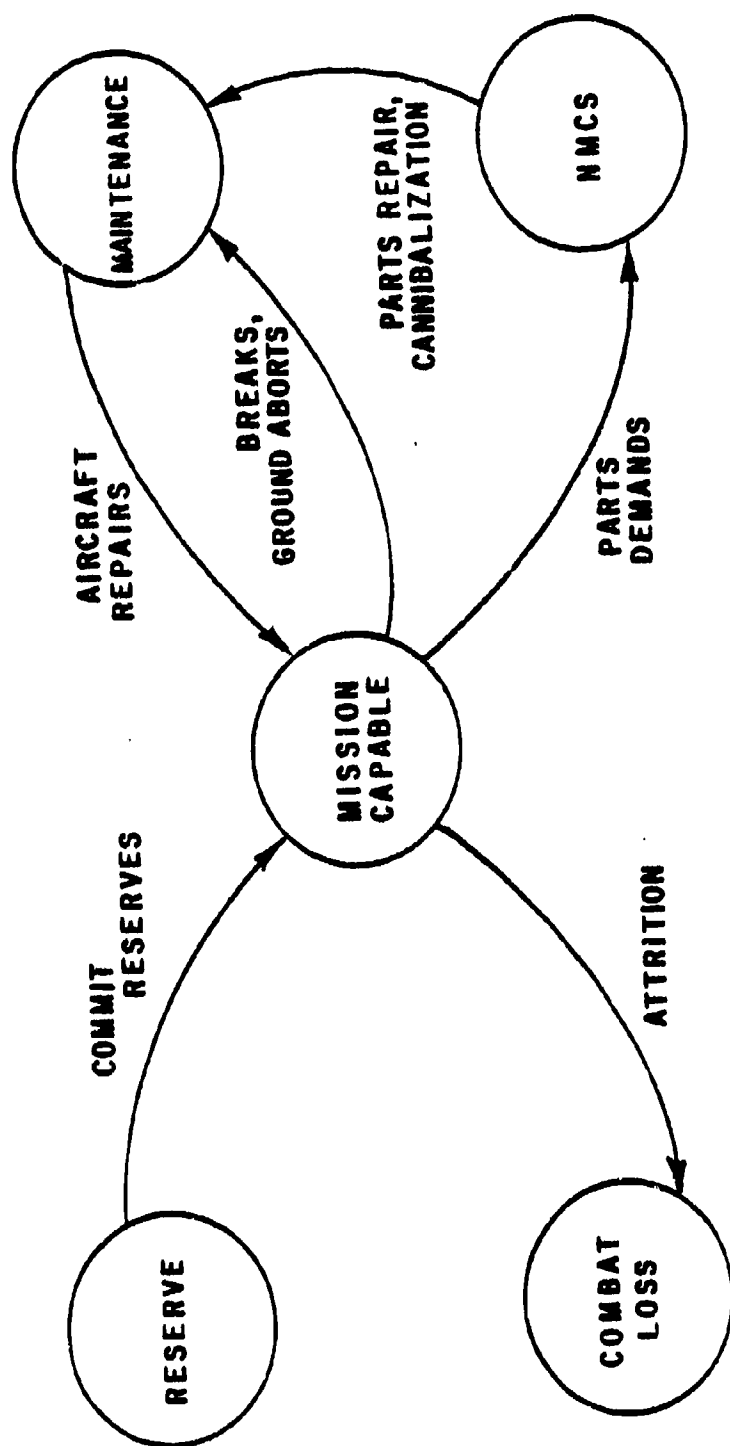 RESERVE
COMMIT
RESERVES
MISSION
CAPABLE
AIRCRAFT
REPAIRS
MAINTENANCE
BREAKS,
GROUND ABORTS
PARTS REPAIR,
CANNIBALIZATION
NMCS
PARTS
DEMANDS
ATTRITION
COMBAT
LOSS